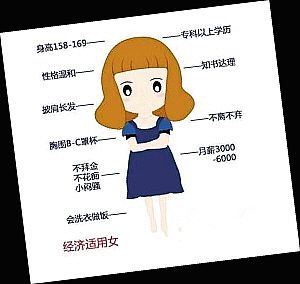 身高158-169
专科以上学历
性格温和
知书达理
披肩长发
不离不弃
胸围B-C罩杯
月薪3000
-6000
不拜金
不花痴
小闷骚
会洗衣做饭
经济适用女